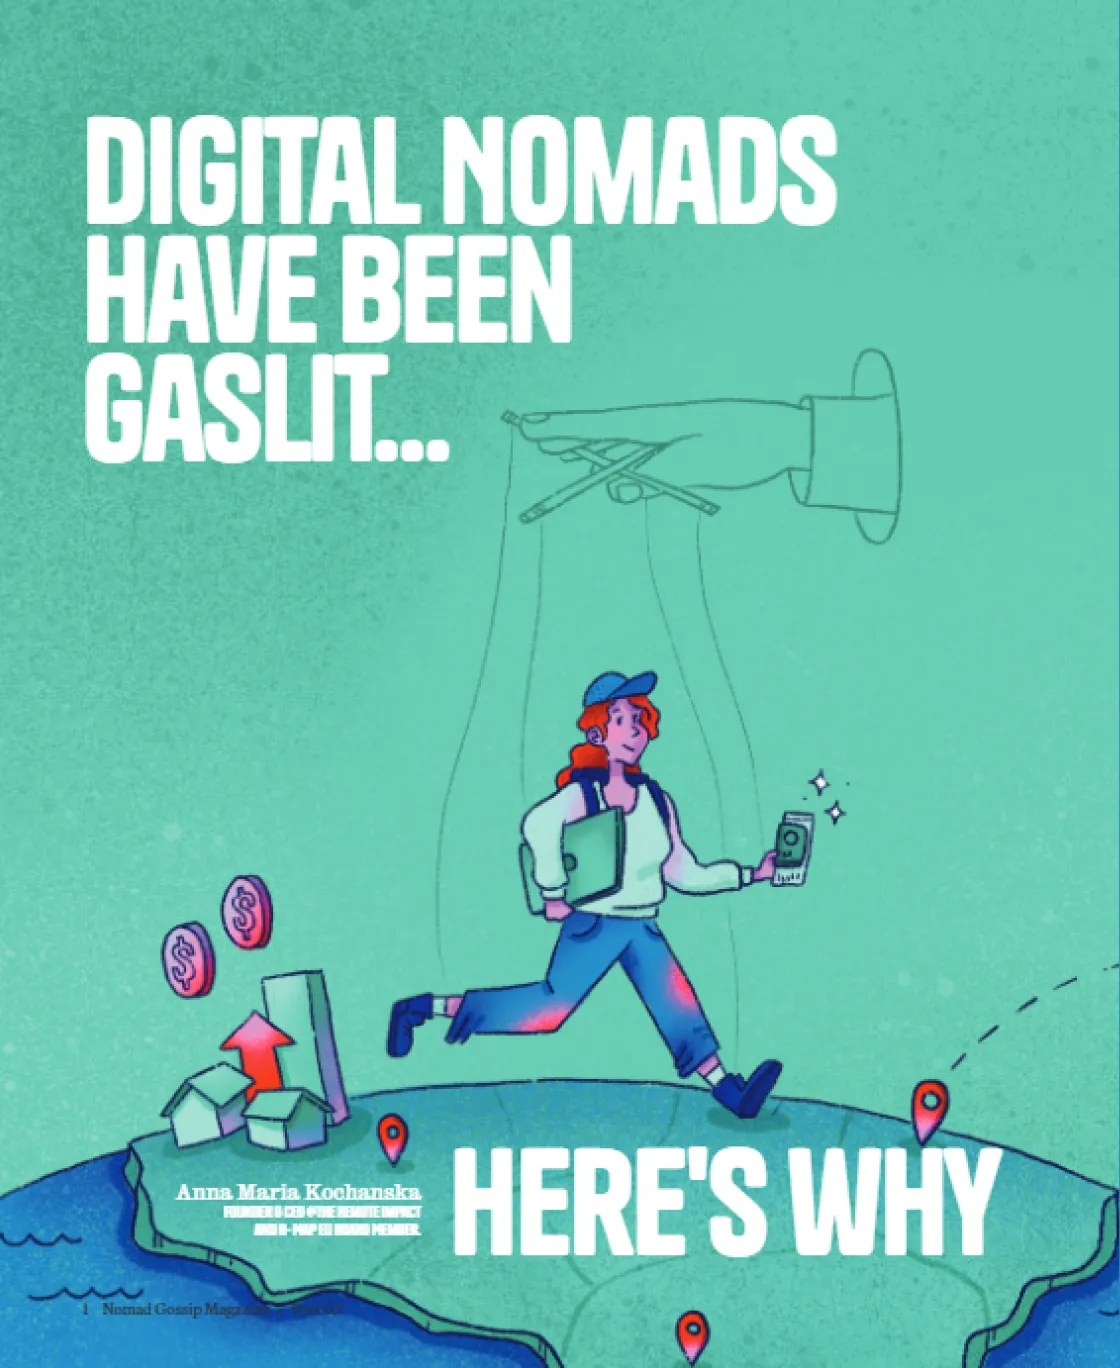 DIGITAL NOMADS
HAVE BEEN
GASLIT...
$
$
HERE'S WHY
Anna Maria Kochanska
FOUNDER & CEO @THE REMOTE IMPACT
AND R-MAP EU BOARD MEMBER.
1 Nomad Gossip Magazine